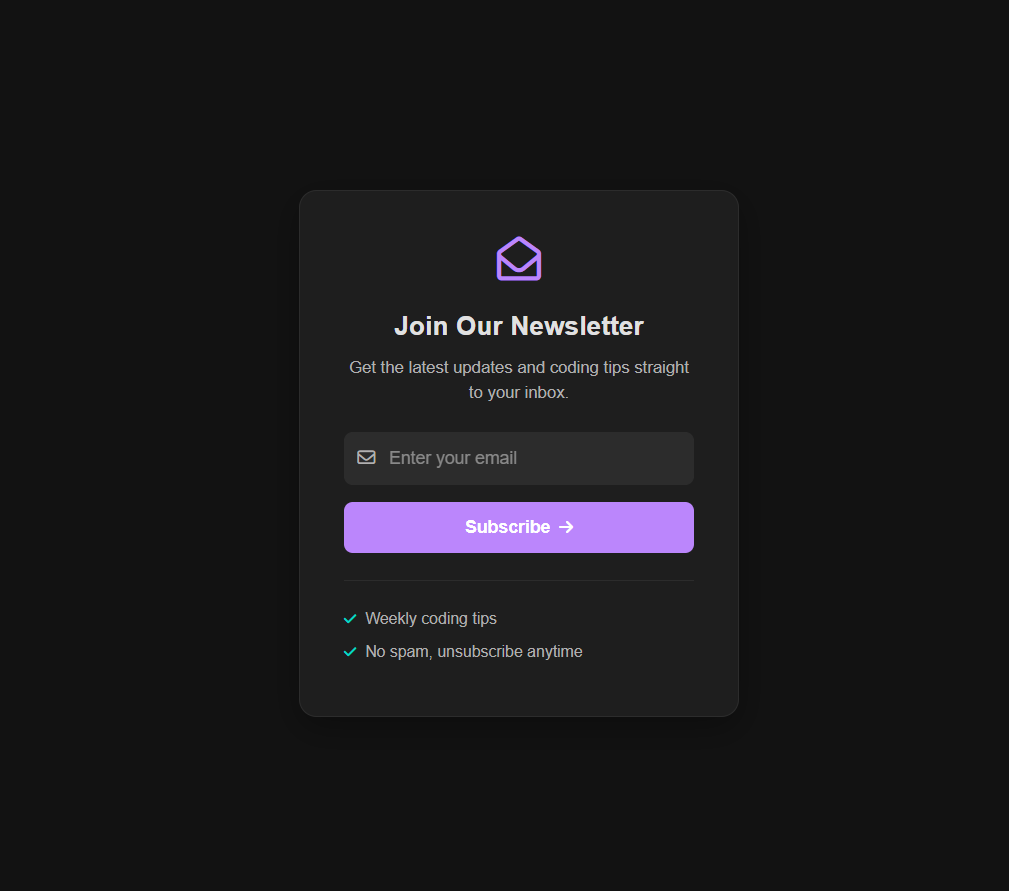 Join Our Newsletter
Get the latest updates and coding tips straight
to your inbox.
Enter your email
Subscribe →
Weekly coding tips
No spam, unsubscribe anytime